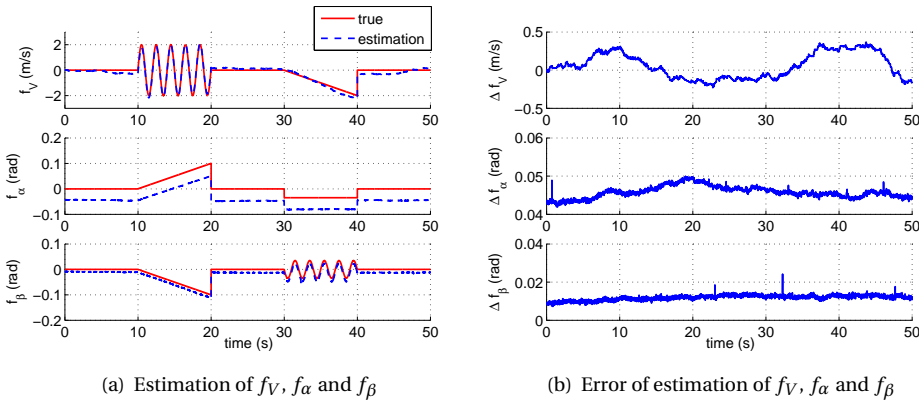 true
estimation
f_V (m/s)
2
0
−2
0 10 20 30 40 50
f_α (rad)
0.2
0.1
0
−0.1
0 10 20 30 40 50
f_β (rad)
0.1
0
−0.1
−0.2
0 10 20 30 40 50
time (s)
(a) Estimation of f_V, f_α and f_β
Δ f_V (m/s)
0.5
0
−0.5
0 10 20 30 40 50
Δ f_α (rad)
0.06
0.05
0.04
0 10 20 30 40 50
Δ f_β (rad)
0.04
0.02
0
0 10 20 30 40 50
time (s)
(b) Error of estimation of f_V, f_α and f_β